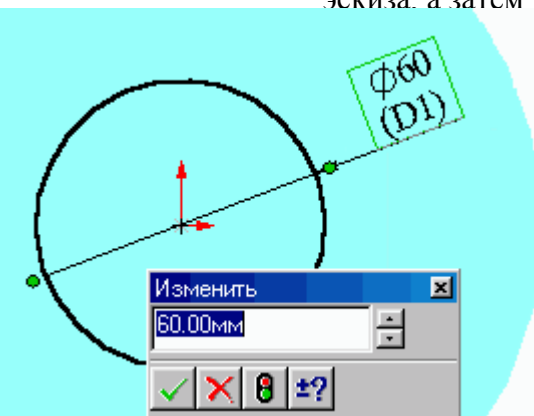 эскиза, а затем
ϕ60
(D1)
Изменить
60.00мм
±?